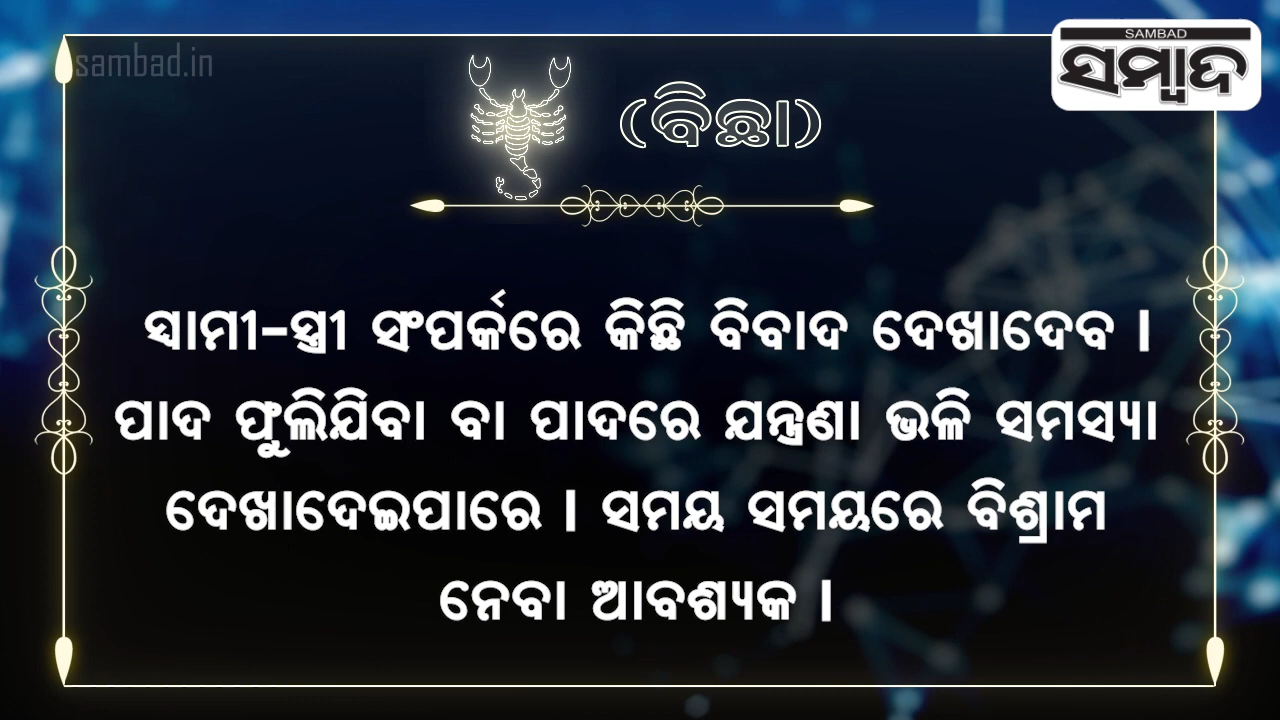 sambad.in
SAMBAD
ସମ୍ବାଦ
(ବିଛା)
ସ୍ୱାମୀ-ସ୍ତ୍ରୀ ସଂପର୍କରେ କିଛି ବିବାଦ ଦେଖାଦେବ ।
ପାଦ ଫୁଲିଯିବା ବା ପାଦରେ ଯନ୍ତ୍ରଣା ଭଳି ସମସ୍ୟା
ଦେଖାଦେଇପାରେ । ସମୟ ସମୟରେ ବିଶ୍ରାମ
ନେବା ଆବଶ୍ୟକ ।